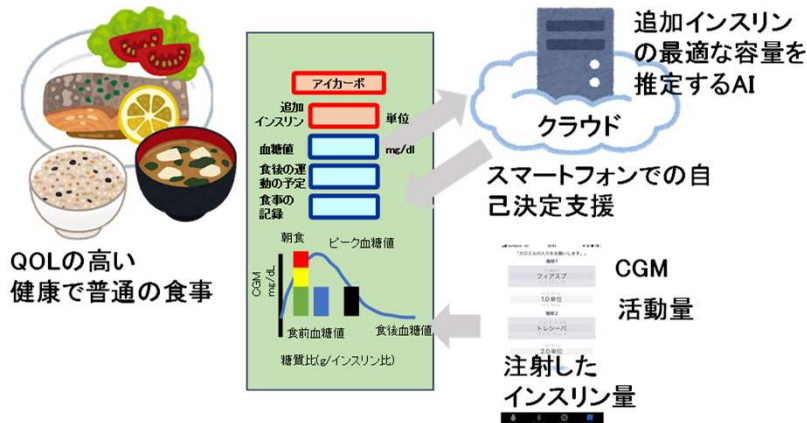 QOLの高い
健康で普通の食事
アイカーボ
追加
インスリン
単位
血糖値
mg/dl
食後の運
動の予定
食事の
記録
朝食
ピーク血糖値
CGM
mg/dL
食前血糖値
食後血糖値
糖質比(g/インスリン比)
追加インスリン
の最適な容量を
推定するAI
クラウド
スマートフォンでの自
己決定支援
フィアスプ
1.0単位
トレシーバ
2.0単位
CGM
活動量
注射した
インスリン量